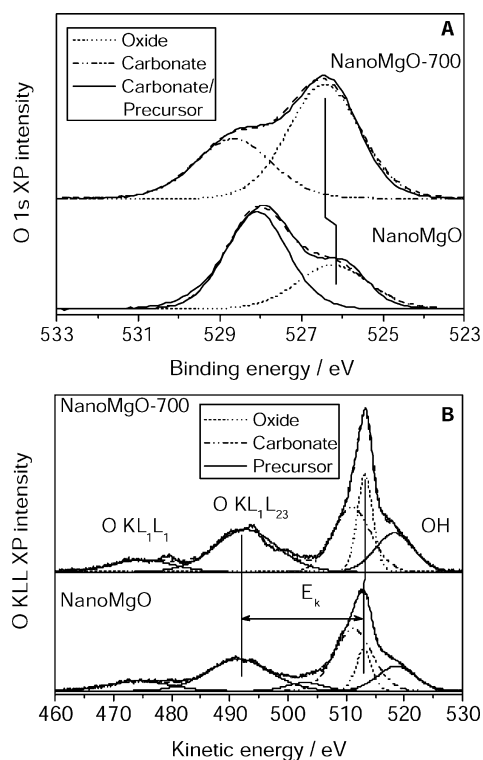 A
Oxide
Carbonate
Carbonate/
Precursor
NanoMgO-700
NanoMgO
O 1s XP intensity
533 531 529 527 525 523
Binding energy / eV
NanoMgO-700
B
Oxide
Carbonate
Precursor
O KL₁L₁
O KL₁L₂₃
OH
NanoMgO
Eₖ
O KLL XP intensity
460 470 480 490 500 510 520 530
Kinetic energy / eV